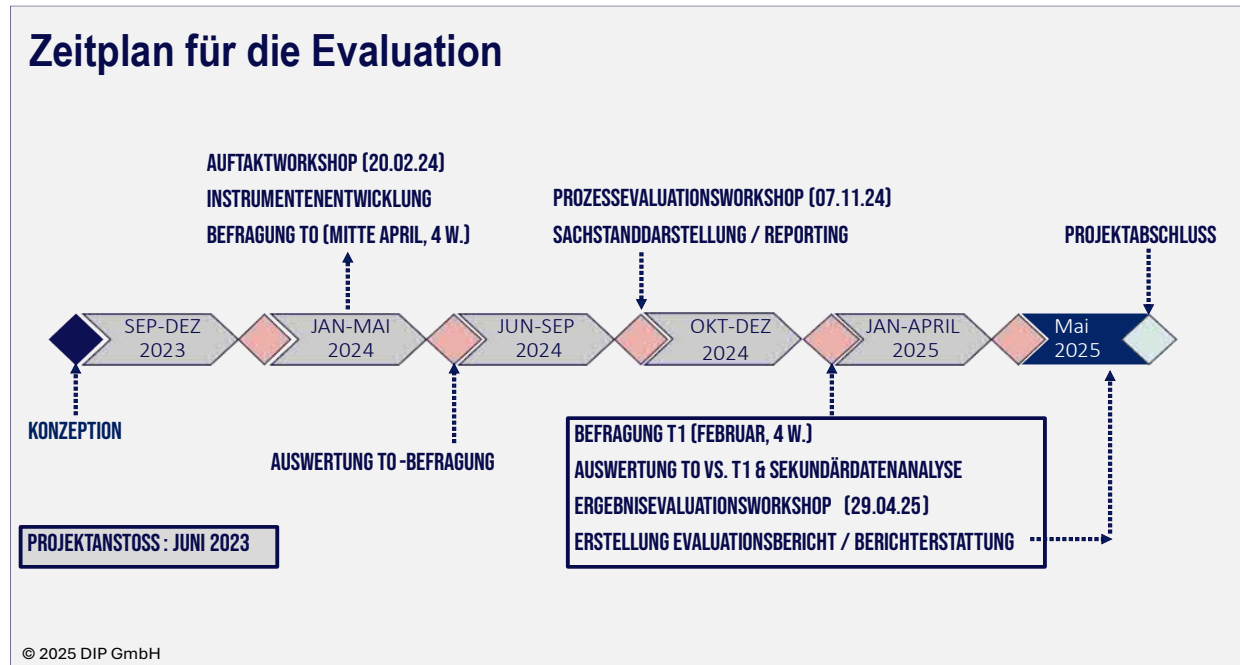 Zeitplan für die Evaluation
AUFTAKTWORKSHOP (20.02.24)
INSTRUMENTENENTWICKLUNG
BEFRAGUNG T0 (MITTE APRIL, 4 W.)
PROZESSEVALUATIONSWORKSHOP (07.11.24)
SACHSTANDDARSTELLUNG / REPORTING
PROJEKTABSCHLUSS
SEP-DEZ
2023
JAN-MAI
2024
JUN-SEP
2024
OKT-DEZ
2024
JAN-APRIL
2025
Mai
2025
KONZEPTION
AUSWERTUNG T0 -BEFRAGUNG
BEFRAGUNG T1 (FEBRUAR, 4 W.)
AUSWERTUNG T0 VS. T1 & SEKUNDÄRDATENANALYSE
ERGEBNISEVALUATIONSWORKSHOP (29.04.25)
ERSTELLUNG EVALUATIONSBERICHT / BERICHTERSTATTUNG
PROJEKTANSTOSS : JUNI 2023
© 2025 DIP GmbH